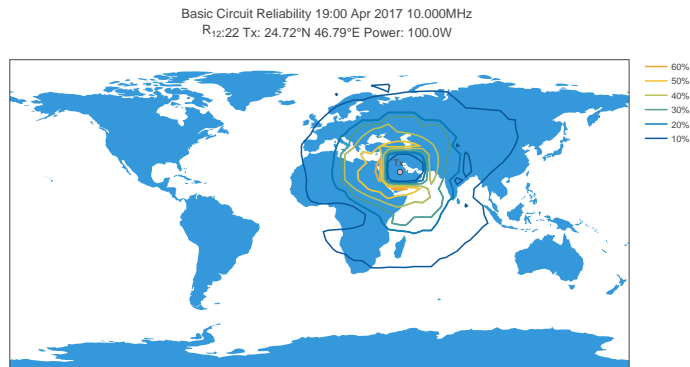 Basic Circuit Reliability 19:00 Apr 2017 10.000MHz
R₁₂:22 Tx: 24.72°N 46.79°E Power: 100.0W
60%
50%
40%
30%
20%
10%
Tx